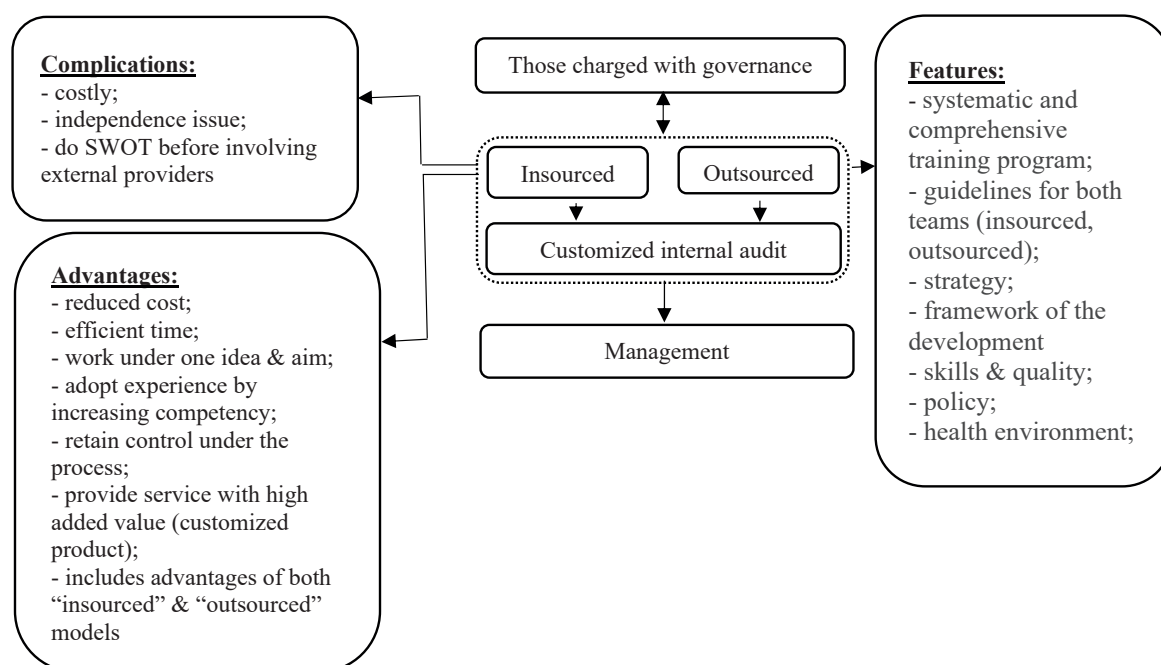 Complications:
- costly;
- independence issue;
- do SWOT before involving
external providers
Advantages:
- reduced cost;
- efficient time;
- work under one idea & aim;
- adopt experience by
increasing competency;
- retain control under the
process;
- provide service with high
added value (customized
product);
- includes advantages of both
“insourced” & “outsourced”
models
Those charged with governance
Insourced
Outsourced
Customized internal audit
Management
Features:
- systematic and
comprehensive
training program;
- guidelines for both
teams (insourced,
outsourced);
- strategy;
- framework of the
development
- skills & quality;
- policy;
- health environment;